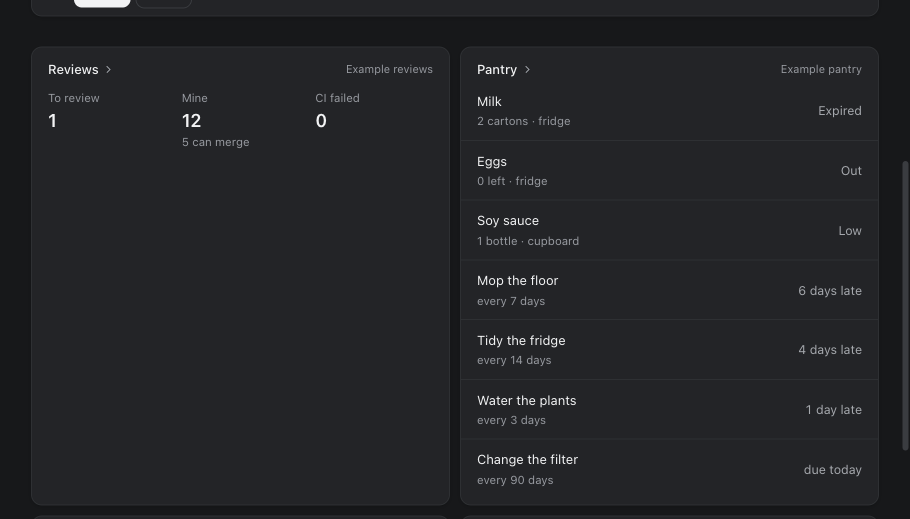 Reviews
Example reviews
To review
Mine
CI failed
1
12
0
5 can merge
Pantry
Example pantry
Milk
2 cartons · fridge
Expired
Eggs
0 left · fridge
Out
Soy sauce
1 bottle · cupboard
Low
Mop the floor
every 7 days
6 days late
Tidy the fridge
every 14 days
4 days late
Water the plants
every 3 days
1 day late
Change the filter
every 90 days
due today